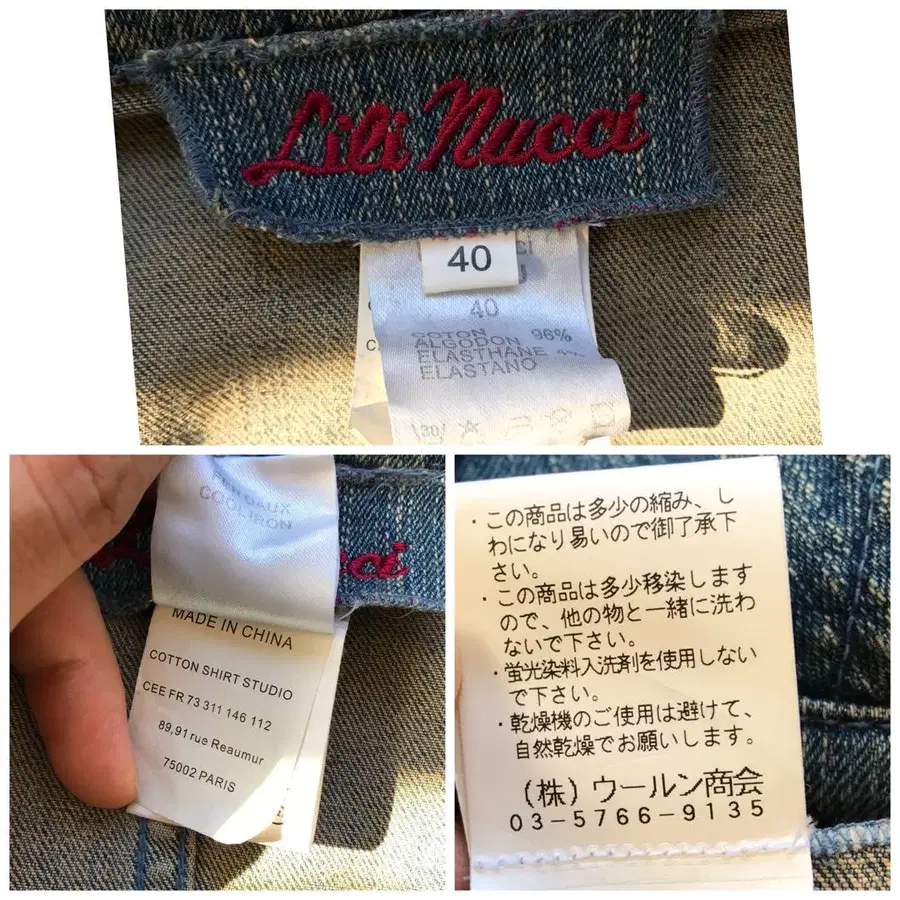 Lili Nucci
40
40
COTON 96%
ALGODON
ELASTHANE
ELASTANO
COOL IRON
MADE IN CHINA
COTTON SHIRT STUDIO
CEE FR 73 311 146 112
89,91 rue Reaumur
75002 PARIS
・この商品は多少の縮み、し
わになり易いので御了承下
さい。
・この商品は多少移染します
ので、他の物と一緒に洗わ
ないで下さい。
・蛍光染料入洗剤を使用しない
で下さい。
・乾燥機のご使用は避けて、
自然乾燥でお願いします。
(株)ウールン商会
03-5766-9135